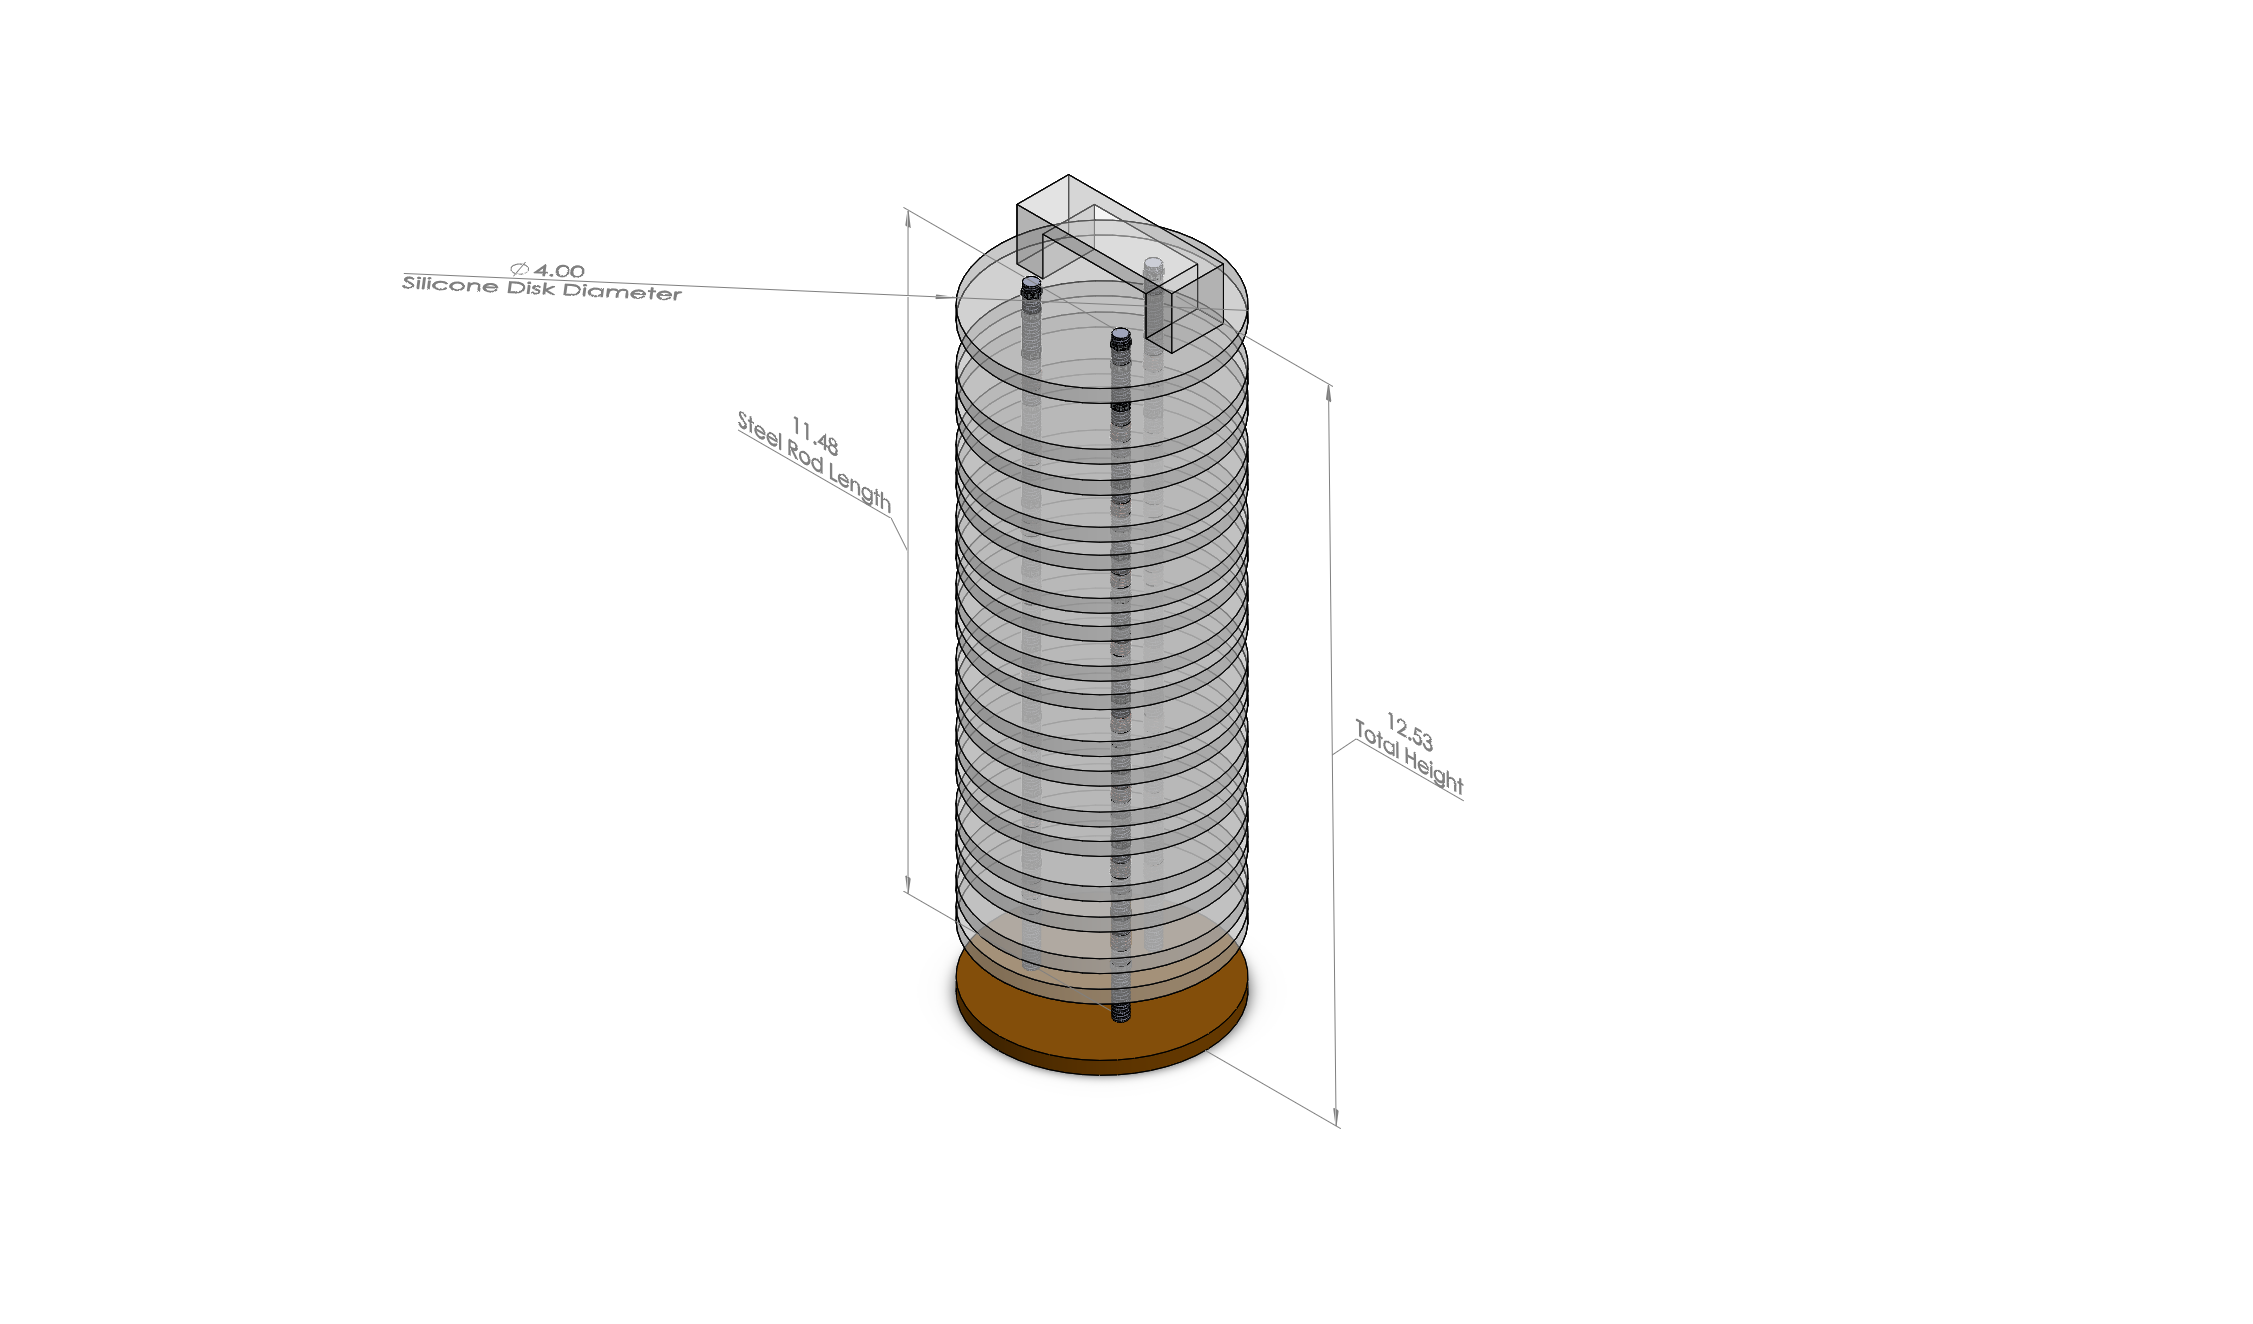 ⌀ 4.00
Silicone Disk Diameter
11.48
Steel Rod Length
12.53
Total Height